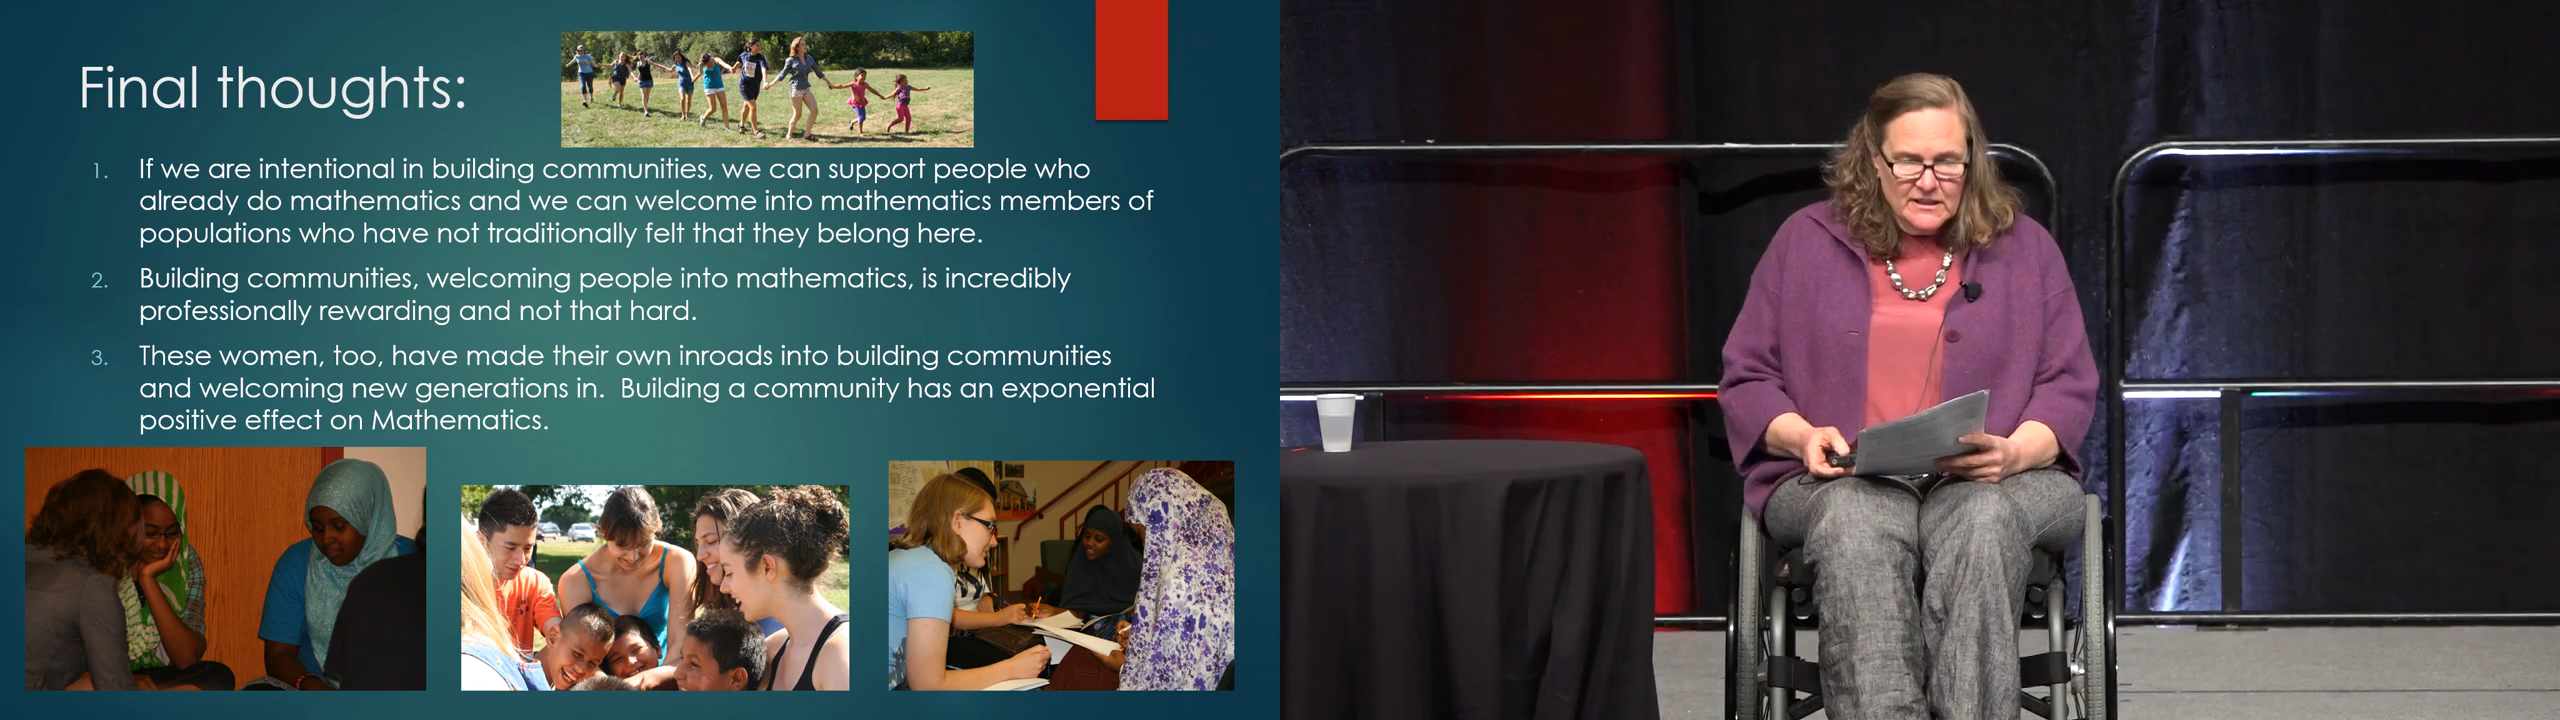 Final thoughts:
1. If we are intentional in building communities, we can support people who
already do mathematics and we can welcome into mathematics members of
populations who have not traditionally felt that they belong here.
2. Building communities, welcoming people into mathematics, is incredibly
professionally rewarding and not that hard.
3. These women, too, have made their own inroads into building communities
and welcoming new generations in.  Building a community has an exponential
positive effect on Mathematics.